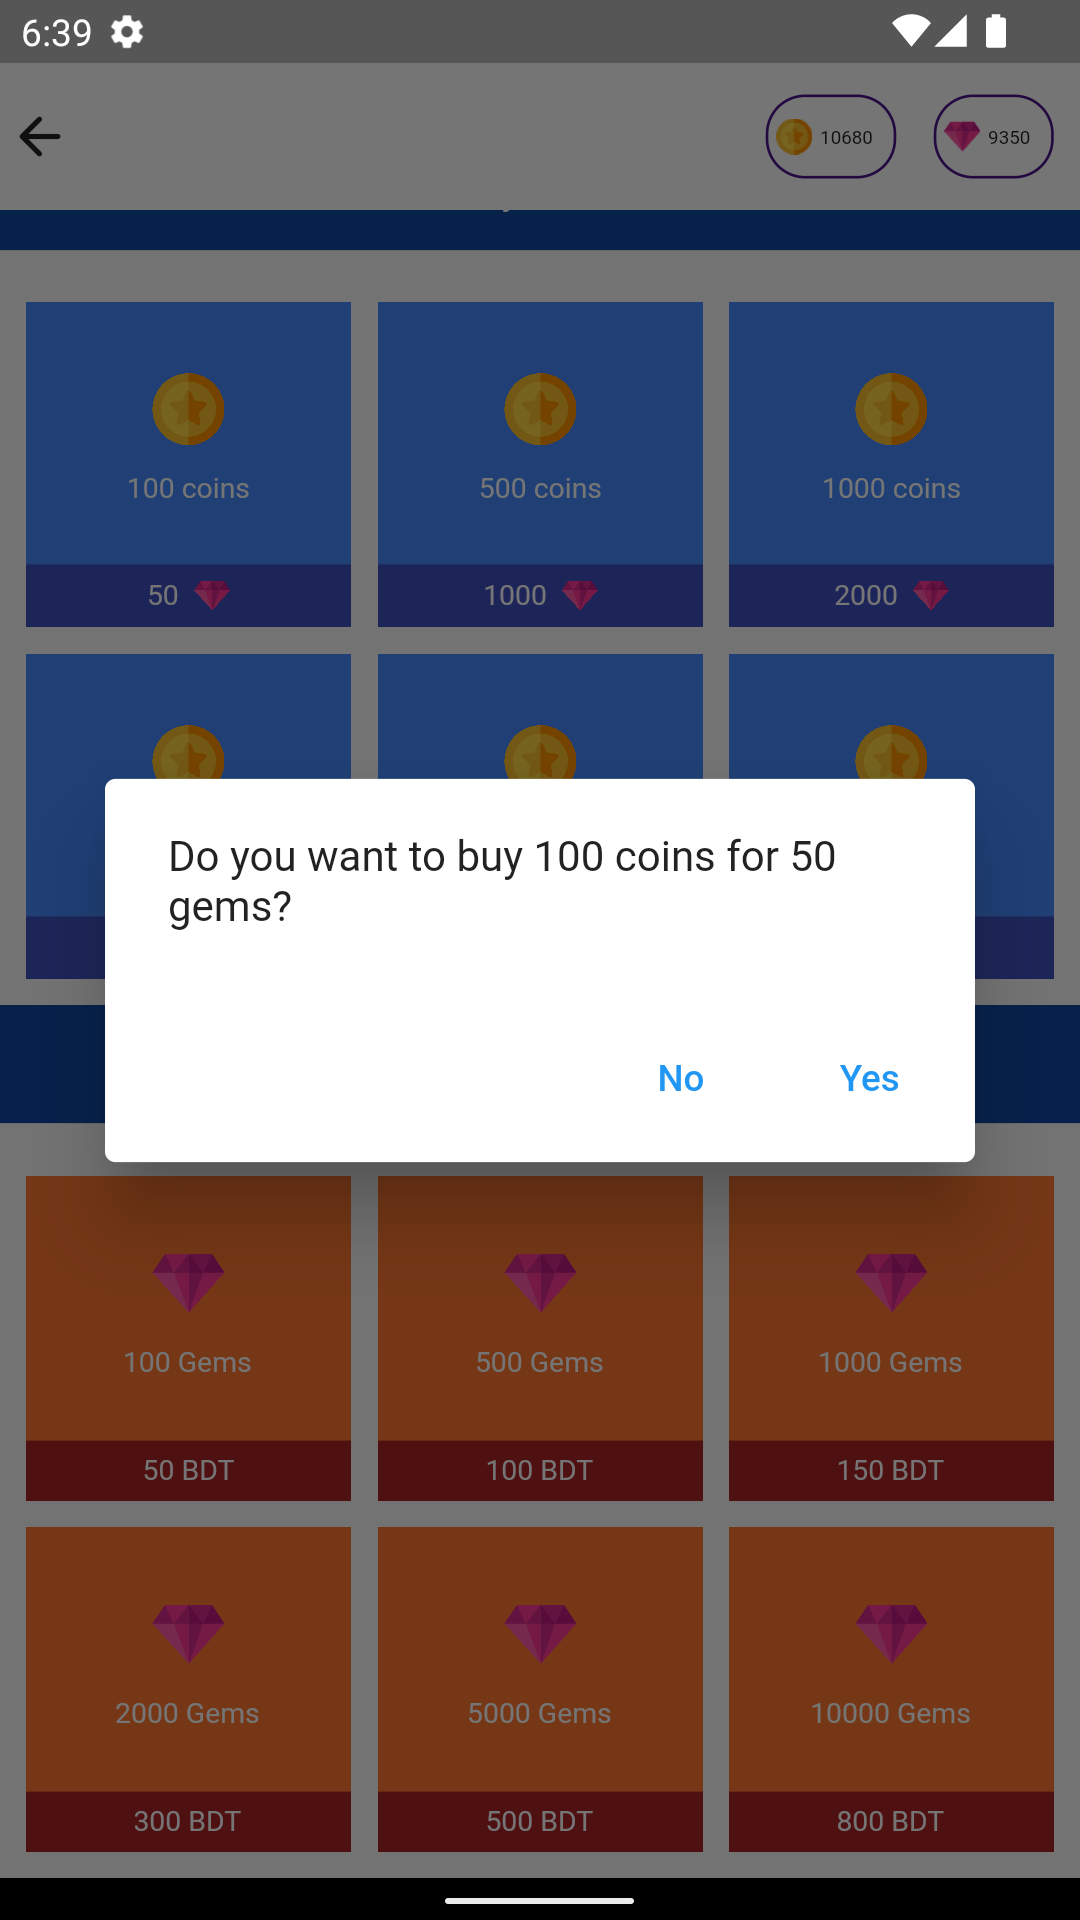 6:39
10680 9350
100 coins 500 coins 1000 coins
50 1000 2000
Do you want to buy 100 coins for 50
gems?
No Yes
100 Gems 500 Gems 1000 Gems
50 BDT 100 BDT 150 BDT
2000 Gems 5000 Gems 10000 Gems
300 BDT 500 BDT 800 BDT